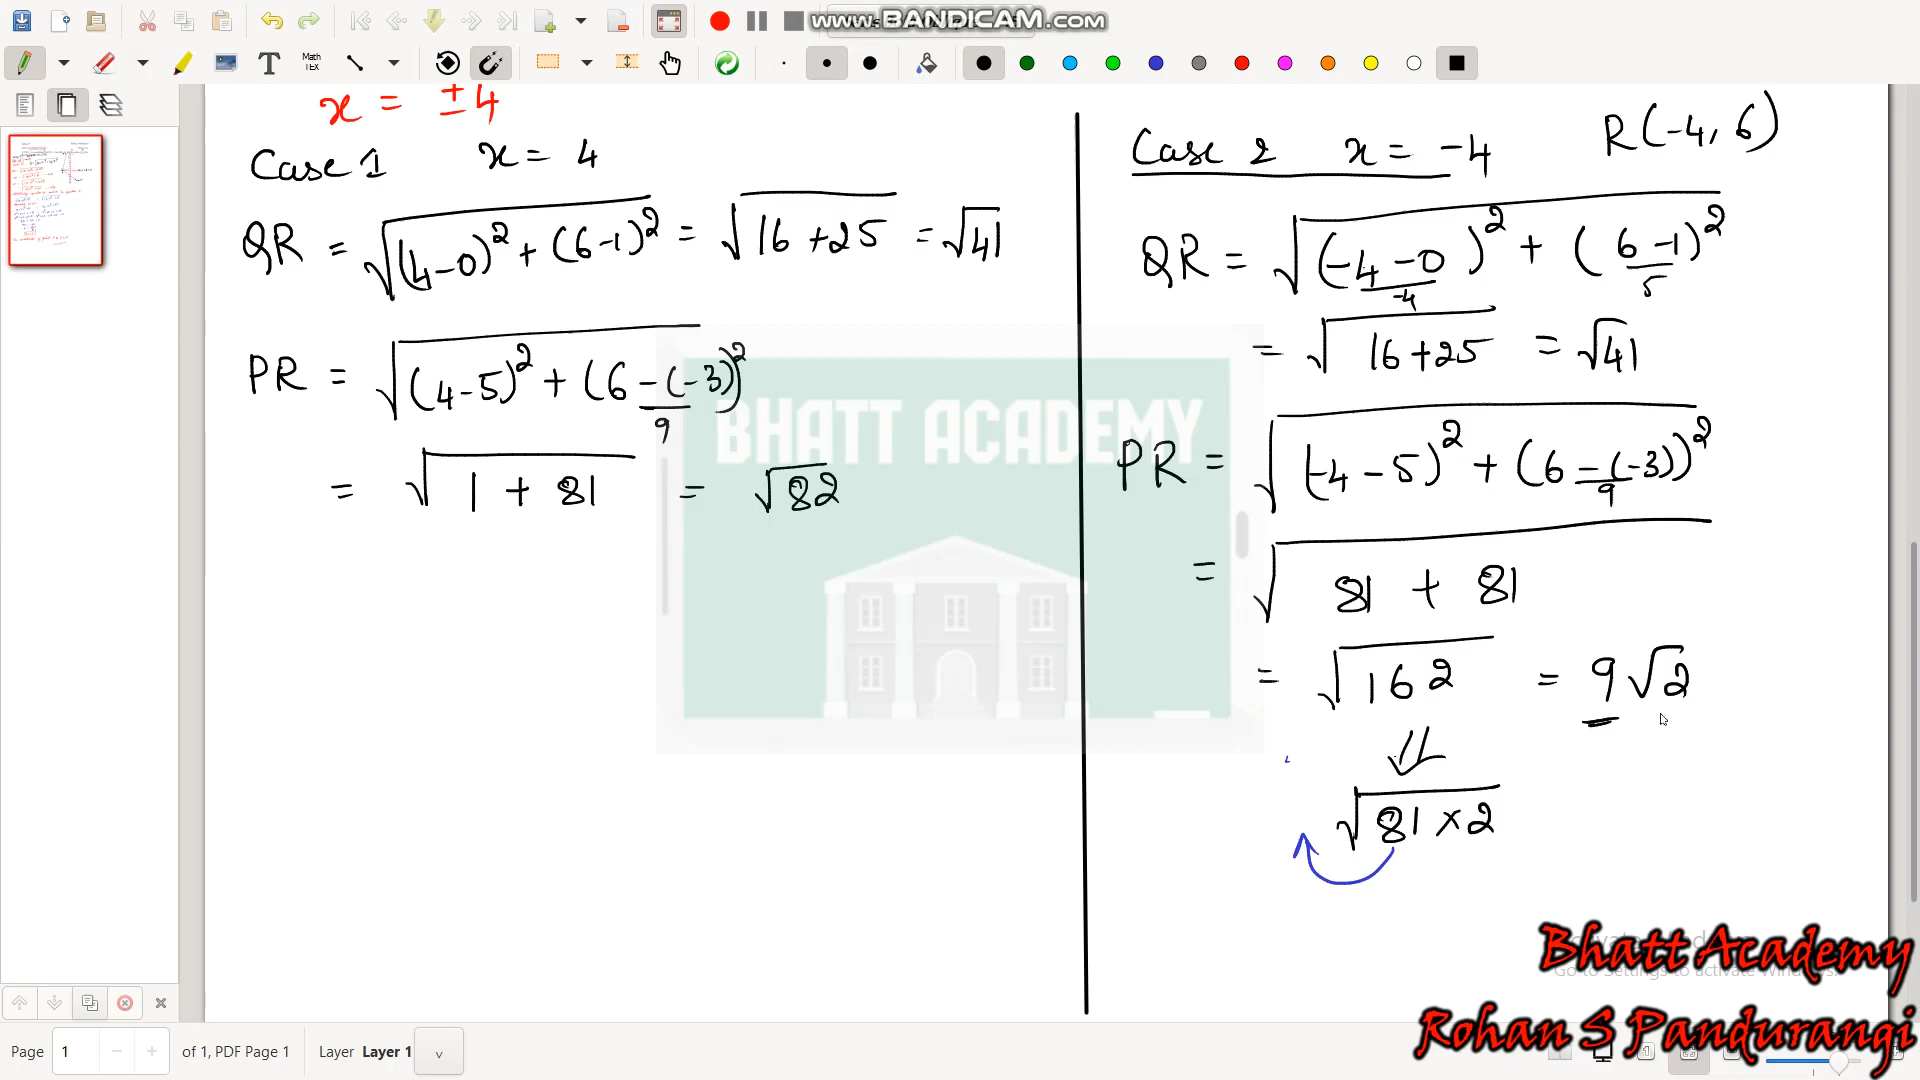 www.BANDICAM.com
Math
TEX
x = ±4
Case 1 x = 4
QR = √(4-0)² + (6-1)² = √16+25 = √41
PR = √(4-5)² + (6-(-3))²
9
= √1 + 81 = √82
Case 2 x = -4 R(-4, 6)
QR = √(-4-0)² + (6-1)²
-4 5
= √16+25 = √41
PR = √(-4-5)² + (6-(-3))²
9
= √81 + 81
= √162 = 9√2
√81×2
BHATT ACADEMY
Bhatt Academy
Rohan S Pandurangi
Page 1 of 1, PDF Page 1 Layer Layer 1